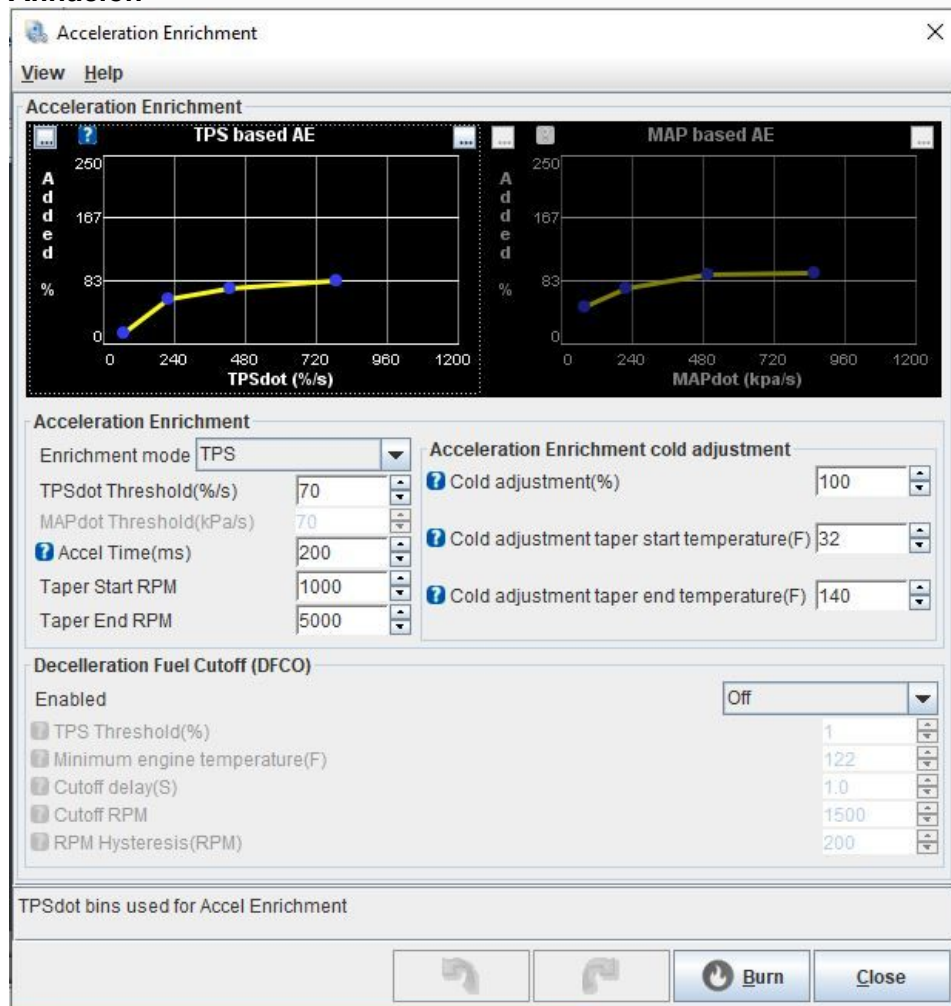 Acceleration Enrichment
View Help
Acceleration Enrichment
... ? TPS based AE ...
Added %
250
167
83
0
0 240 480 720 960 1200
TPSdot (%/s)
... ? MAP based AE ...
Added %
250
167
83
0
0 240 480 720 960 1200
MAPdot (kpa/s)
Acceleration Enrichment
Enrichment mode TPS
TPSdot Threshold(%/s) 70
MAPdot Threshold(kPa/s) 70
? Accel Time(ms) 200
Taper Start RPM 1000
Taper End RPM 5000
Acceleration Enrichment cold adjustment
? Cold adjustment(%) 100
? Cold adjustment taper start temperature(F) 32
? Cold adjustment taper end temperature(F) 140
Decelleration Fuel Cutoff (DFCO)
Enabled Off
? TPS Threshold(%) 1
? Minimum engine temperature(F) 122
? Cutoff delay(S) 1.0
? Cutoff RPM 1500
? RPM Hysteresis(RPM) 200
TPSdot bins used for Accel Enrichment
Burn Close